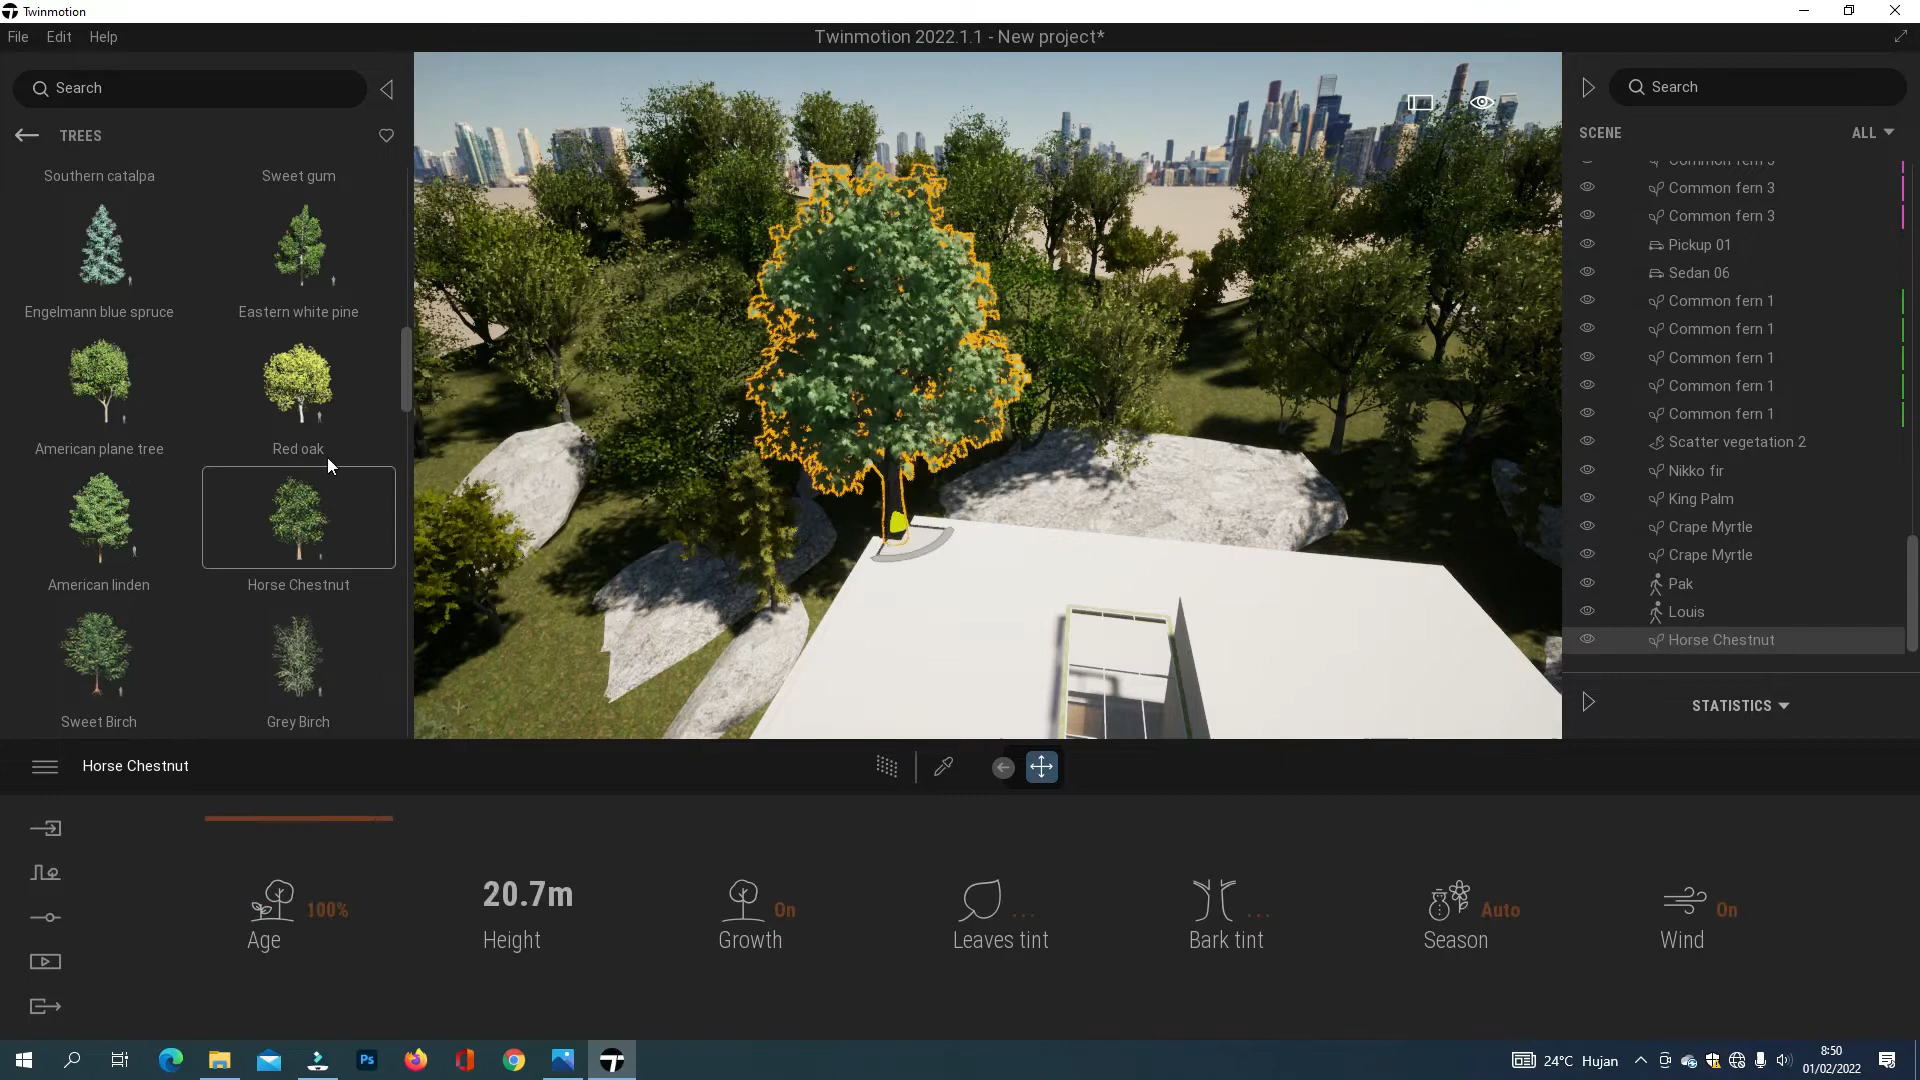 Twinmotion
File Edit Help
Twinmotion 2022.1.1 - New project*
Search
TREES
Southern catalpa
Sweet gum
Engelmann blue spruce
Eastern white pine
American plane tree
Red oak
American linden
Horse Chestnut
Sweet Birch
Grey Birch
Search
SCENE
ALL
Common fern 3
Common fern 3
Common fern 3
Pickup 01
Sedan 06
Common fern 1
Common fern 1
Common fern 1
Common fern 1
Common fern 1
Scatter vegetation 2
Nikko fir
King Palm
Crape Myrtle
Crape Myrtle
Pak
Louis
Horse Chestnut
STATISTICS
Horse Chestnut
100%
Age
20.7m
Height
On
Growth
...
Leaves tint
...
Bark tint
Auto
Season
On
Wind
Ps
24°C Hujan
8:50
01/02/2022